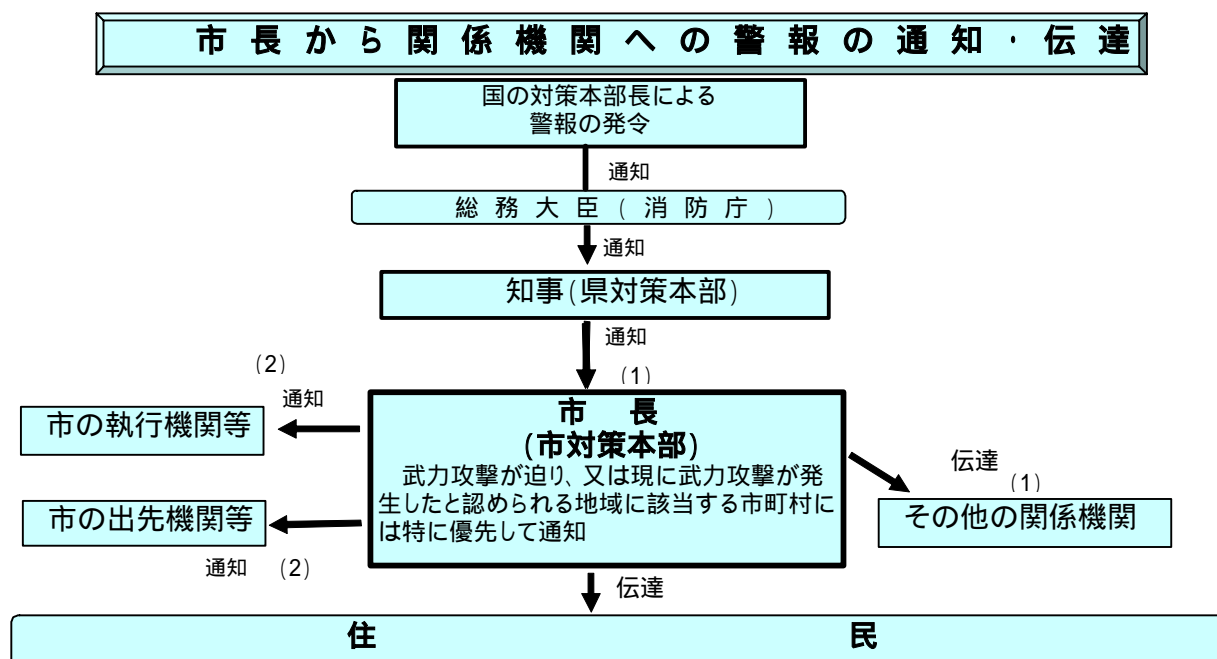 市長から関係機関への警報の通知・伝達
国の対策本部長による
警報の発令
通知
総務大臣(消防庁)
通知
知事(県対策本部)
通知
(1)
(2)
通知
市の執行機関等
市の出先機関等
通知 (2)
市長
(市対策本部)
武力攻撃が迫り、又は現に武力攻撃が発
生したと認められる地域に該当する市町村に
は特に優先して通知
伝達
(1)
その他の関係機関
伝達
住民